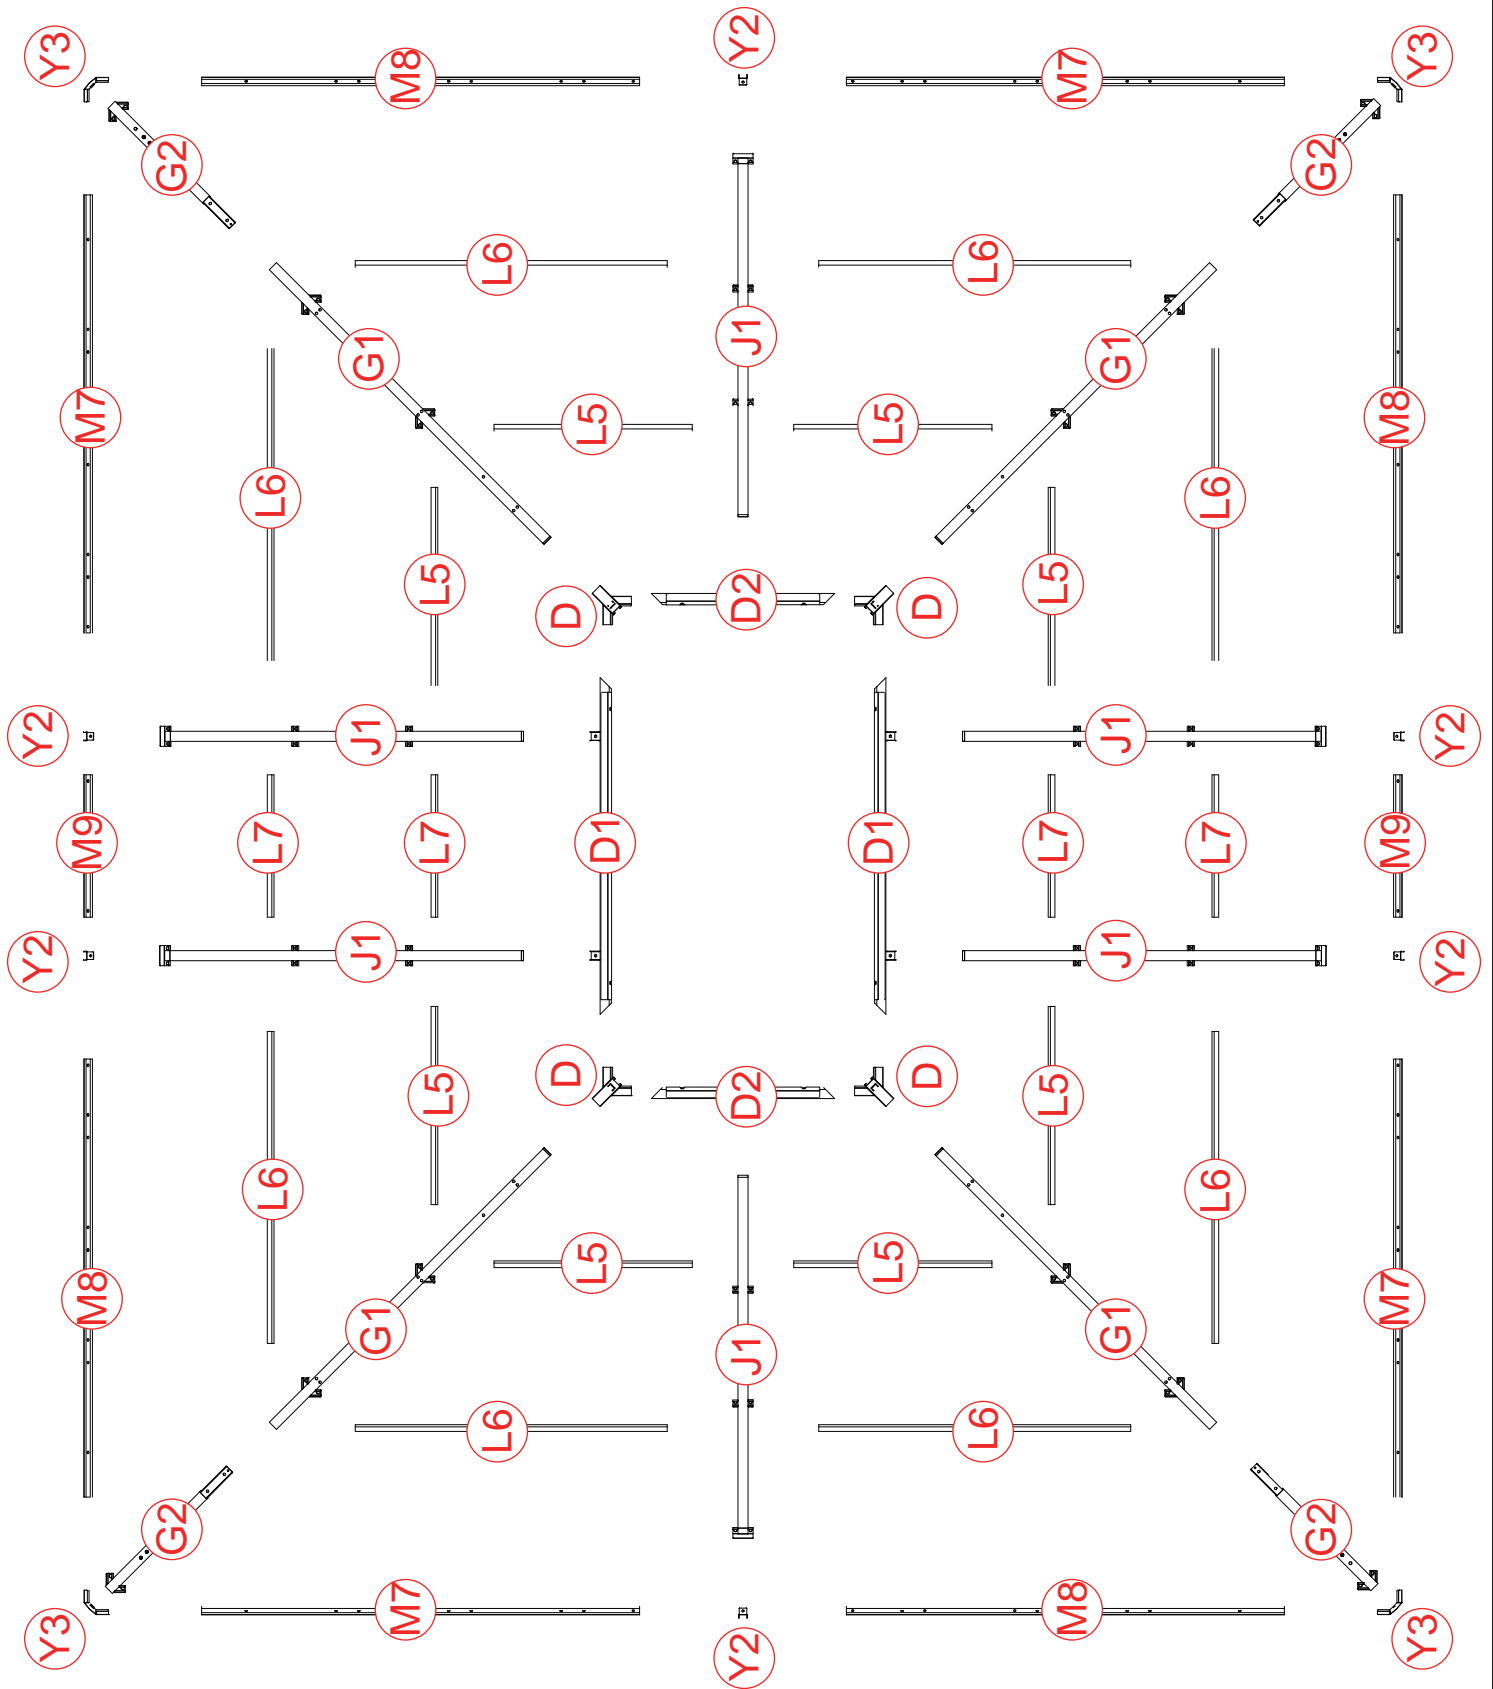 Y3 M8 Y2 M7 Y3
G2 G2
L6 L6
J1
G1 G1
M7 L5 L5 M8
L6 L6
L5 D D2 D L5
Y2 J1 J1 Y2
M9 L7 L7 D1 D1 L7 L7 M9
Y2 J1 J1 Y2
L5 D D2 D L5
L6 L6
M8 L5 L5 M7
G1 J1 G1
L6 L6
G2 G2
Y3 M7 Y2 M8 Y3